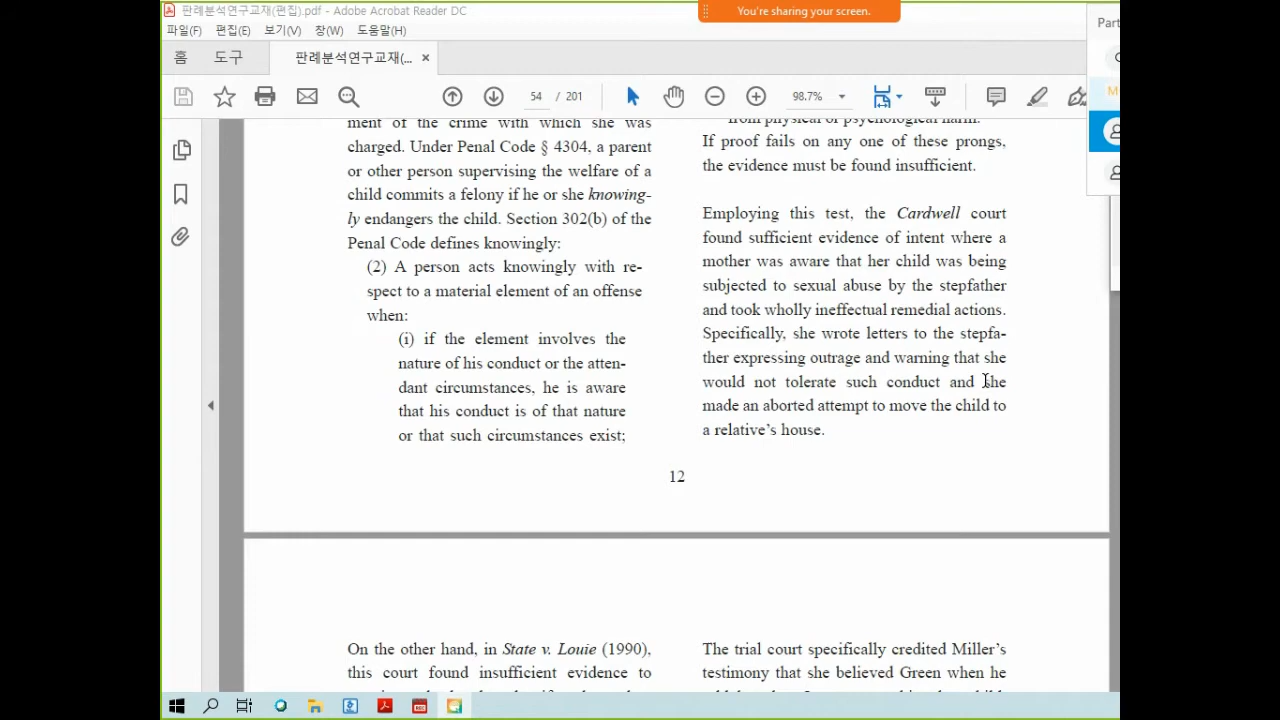 판례분석연구교재(편집).pdf - Adobe Acrobat Reader DC
You're sharing your screen.
Part
파일(F) 편집(E) 보기(V) 창(W) 도움말(H)
홈 도구 판례분석연구교재(... ×
54 / 201 98.7%
ment of the crime with which she was
charged. Under Penal Code § 4304, a parent
or other person supervising the welfare of a
child commits a felony if he or she knowing-
ly endangers the child. Section 302(b) of the
Penal Code defines knowingly:
(2) A person acts knowingly with re-
spect to a material element of an offense
when:
(i) if the element involves the
nature of his conduct or the atten-
dant circumstances, he is aware
that his conduct is of that nature
or that such circumstances exist;
from physical or psychological harm.
If proof fails on any one of these prongs,
the evidence must be found insufficient.
Employing this test, the Cardwell court
found sufficient evidence of intent where a
mother was aware that her child was being
subjected to sexual abuse by the stepfather
and took wholly ineffectual remedial actions.
Specifically, she wrote letters to the stepfa-
ther expressing outrage and warning that she
would not tolerate such conduct and she
made an aborted attempt to move the child to
a relative's house.
12
On the other hand, in State v. Louie (1990),
this court found insufficient evidence to
The trial court specifically credited Miller's
testimony that she believed Green when he